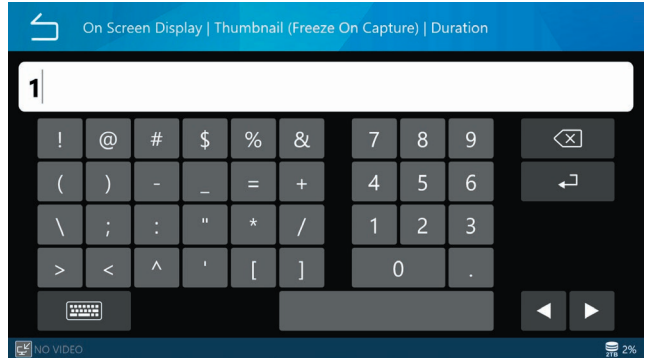 On Screen Display | Thumbnail (Freeze On Capture) | Duration
1
! @ # $ % & 7 8 9
( ) - _ = + 4 5 6
\ ; : " * / 1 2 3
> < ^ ' [ ] 0 .
NO VIDEO 2TB 2%